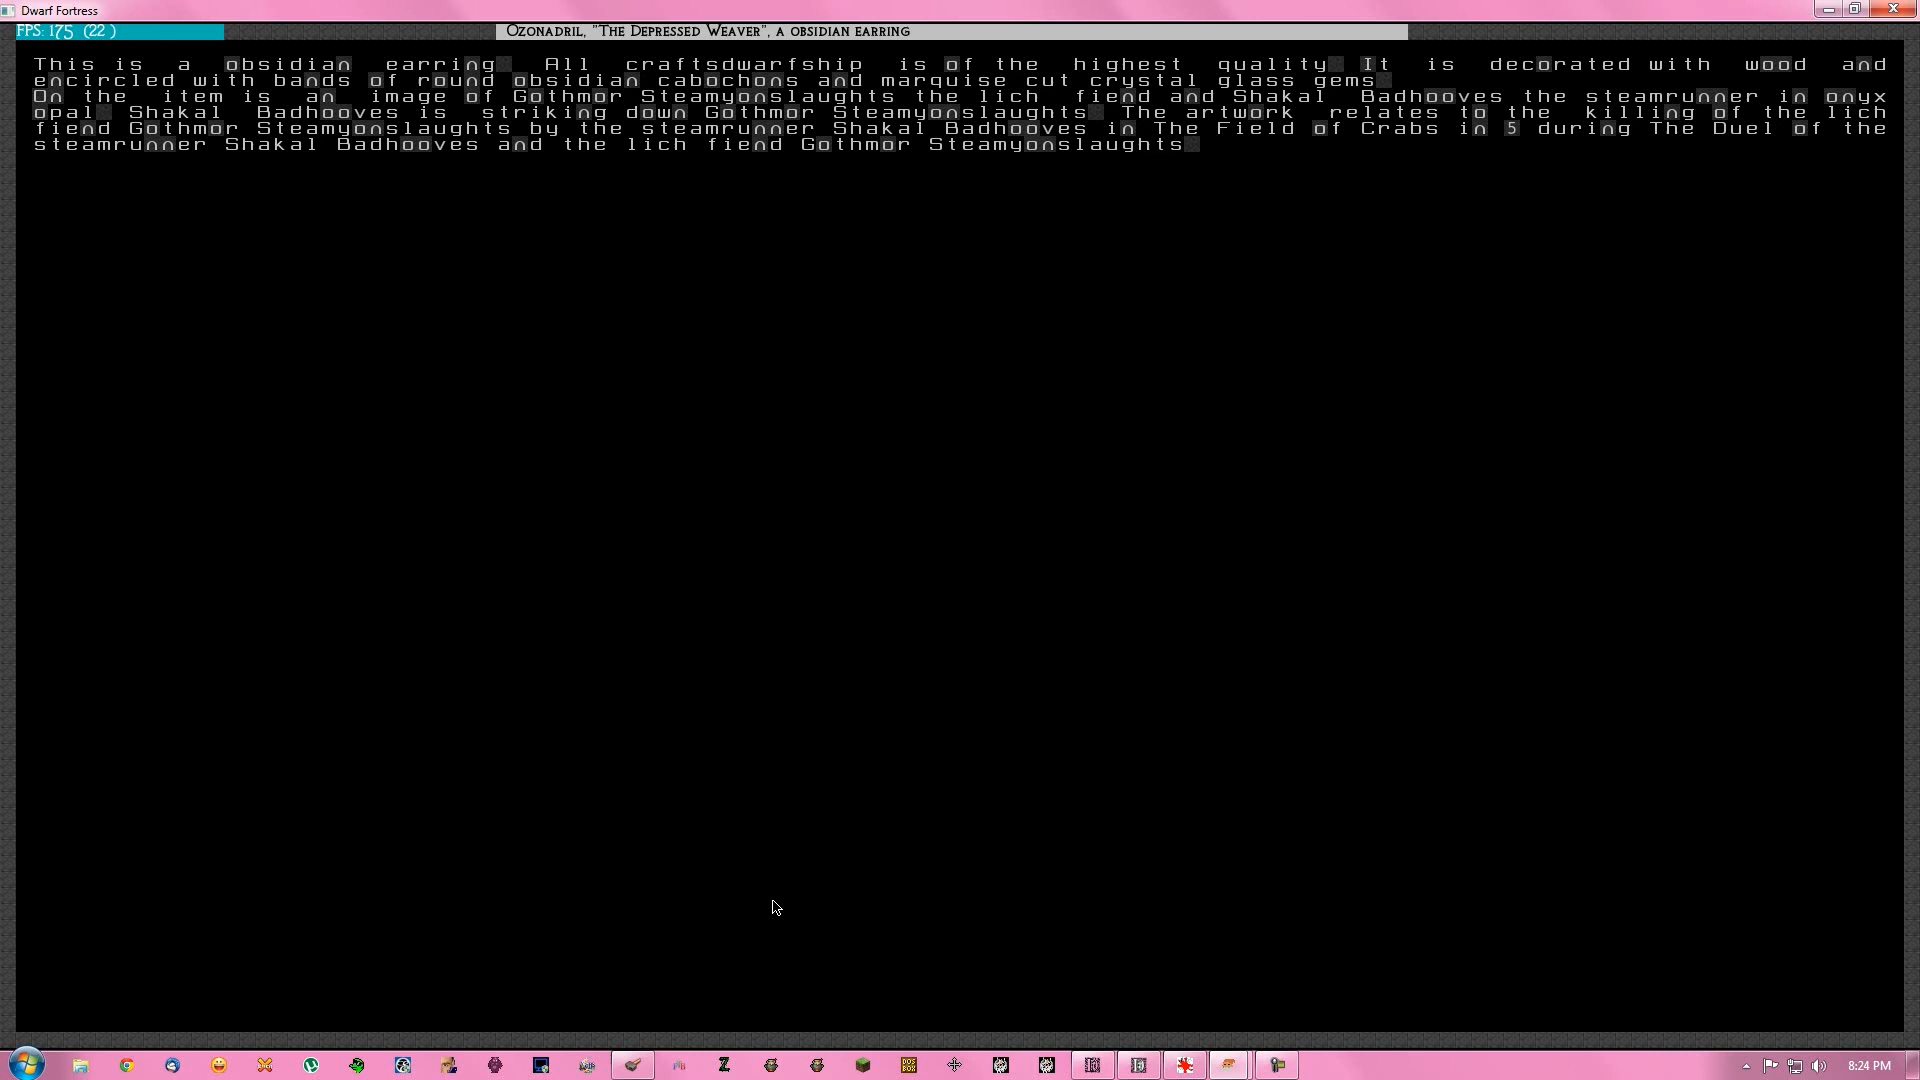 Dwarf Fortress
FPS: 175 (22)
Ozonadril, "The Depressed Weaver", a obsidian earring
This is a obsidian earring. All craftsdwarfship is of the highest quality. It is decorated with wood and
encircled with bands of round obsidian cabochons and marquise cut crystal glass gems.
On the item is an image of Gothmor Steamyonslaughts the lich fiend and Shakal Badhooves the steamrunner in onyx
opal. Shakal Badhooves is striking down Gothmor Steamyonslaughts. The artwork relates to the killing of the lich
fiend Gothmor Steamyonslaughts by the steamrunner Shakal Badhooves in The Field of Crabs in 5 during The Duel of the
steamrunner Shakal Badhooves and the lich fiend Gothmor Steamyonslaughts.
Z
DOS
BOX
8:24 PM